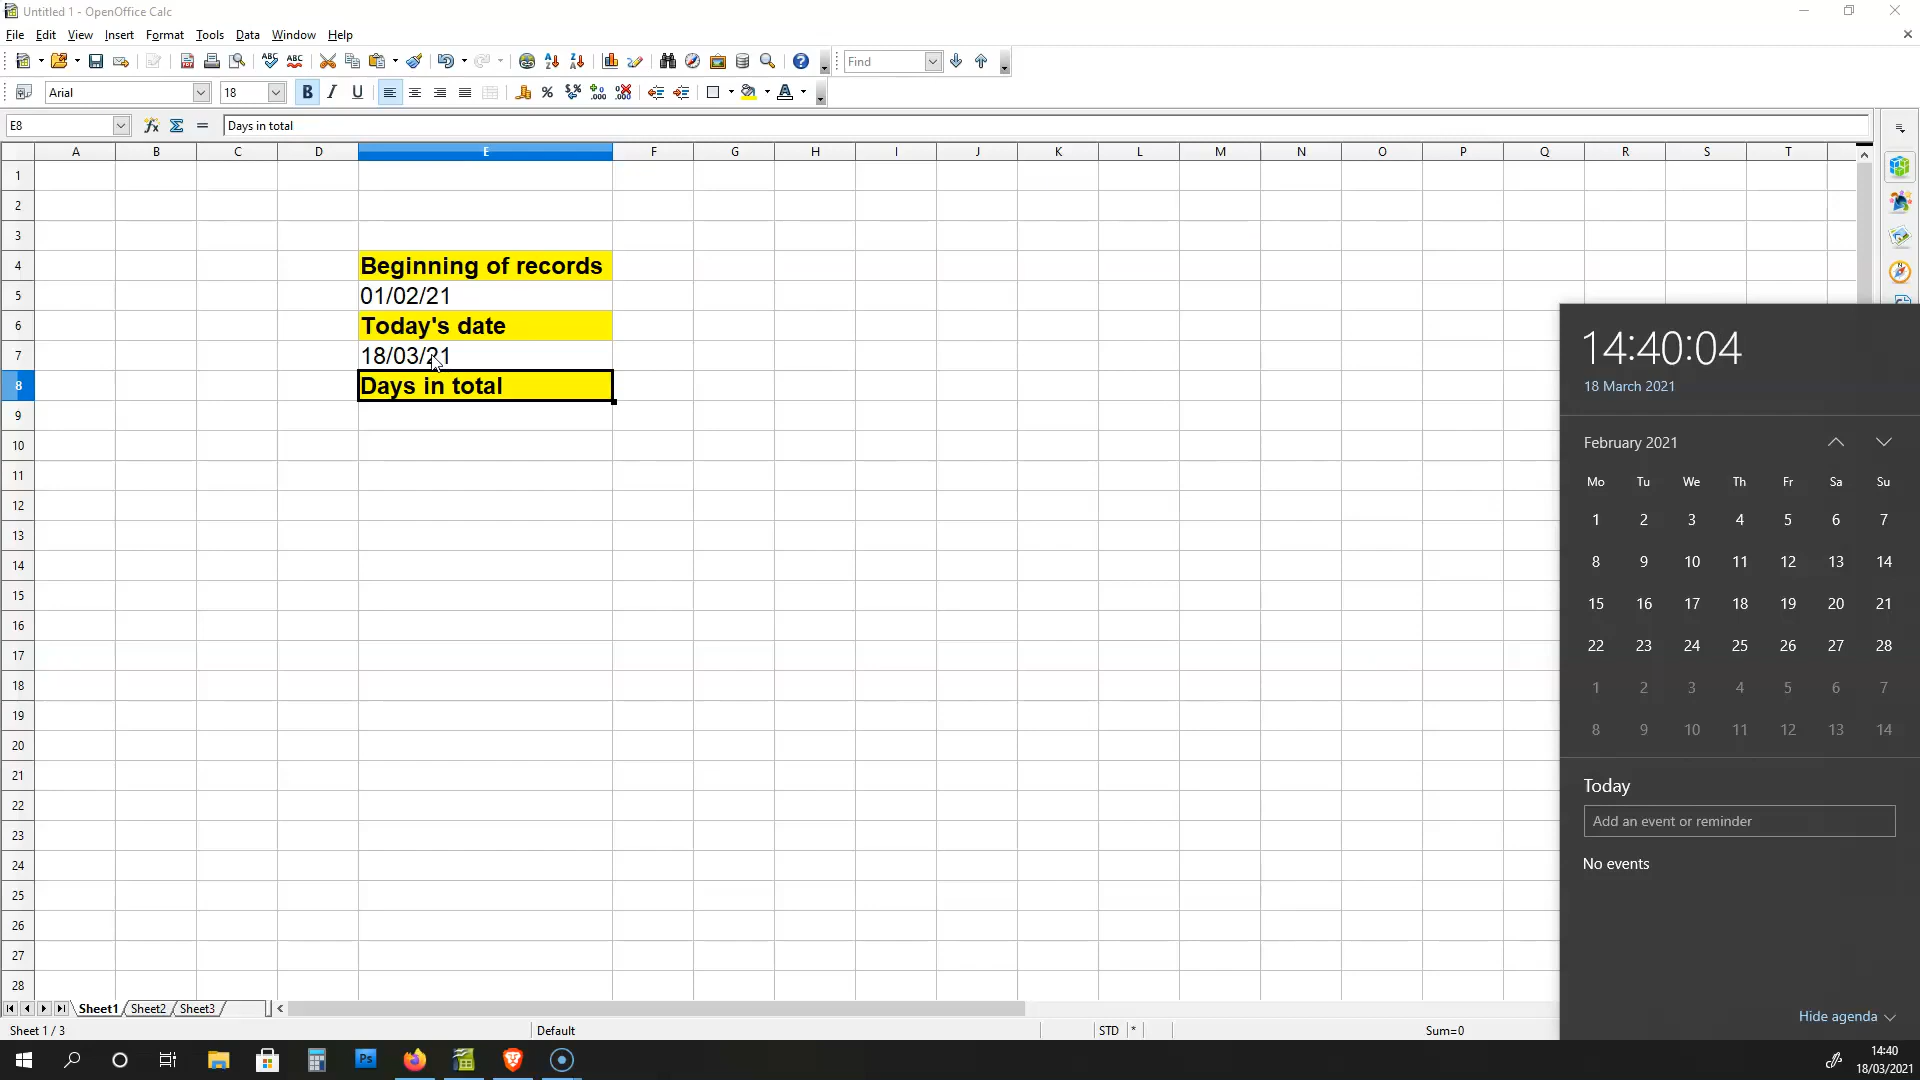 Untitled 1 - OpenOffice Calc
File Edit View Insert Format Tools Data Window Help
Find
Arial 18
E8 Days in total
A B C D E F G H I J K L M N O P Q R S T
1
2
3
4 Beginning of records
5 01/02/21
6 Today's date
7 18/03/21
8 Days in total
9
10
11
12
13
14
15
16
17
18
19
20
21
22
23
24
25
26
27
28
14:40:04
18 March 2021
February 2021
Mo Tu We Th Fr Sa Su
1 2 3 4 5 6 7
8 9 10 11 12 13 14
15 16 17 18 19 20 21
22 23 24 25 26 27 28
1 2 3 4 5 6 7
8 9 10 11 12 13 14
Today
Add an event or reminder
No events
Hide agenda
Sheet1 Sheet2 Sheet3
Sheet 1 / 3 Default STD * Sum=0
Ps
14:40
18/03/2021